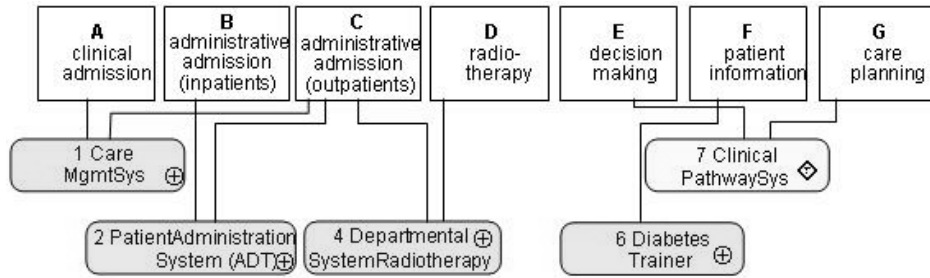 A
clinical
admission
B
administrative
admission
(inpatients)
C
administrative
admission
(outpatients)
D
radio-
therapy
E
decision
making
F
patient
information
G
care
planning
1 Care
MgmtSys
7 Clinical
PathwaySys
2 PatientAdministration
System (ADT)
4 Departmental
SystemRadiotherapy
6 Diabetes
Trainer